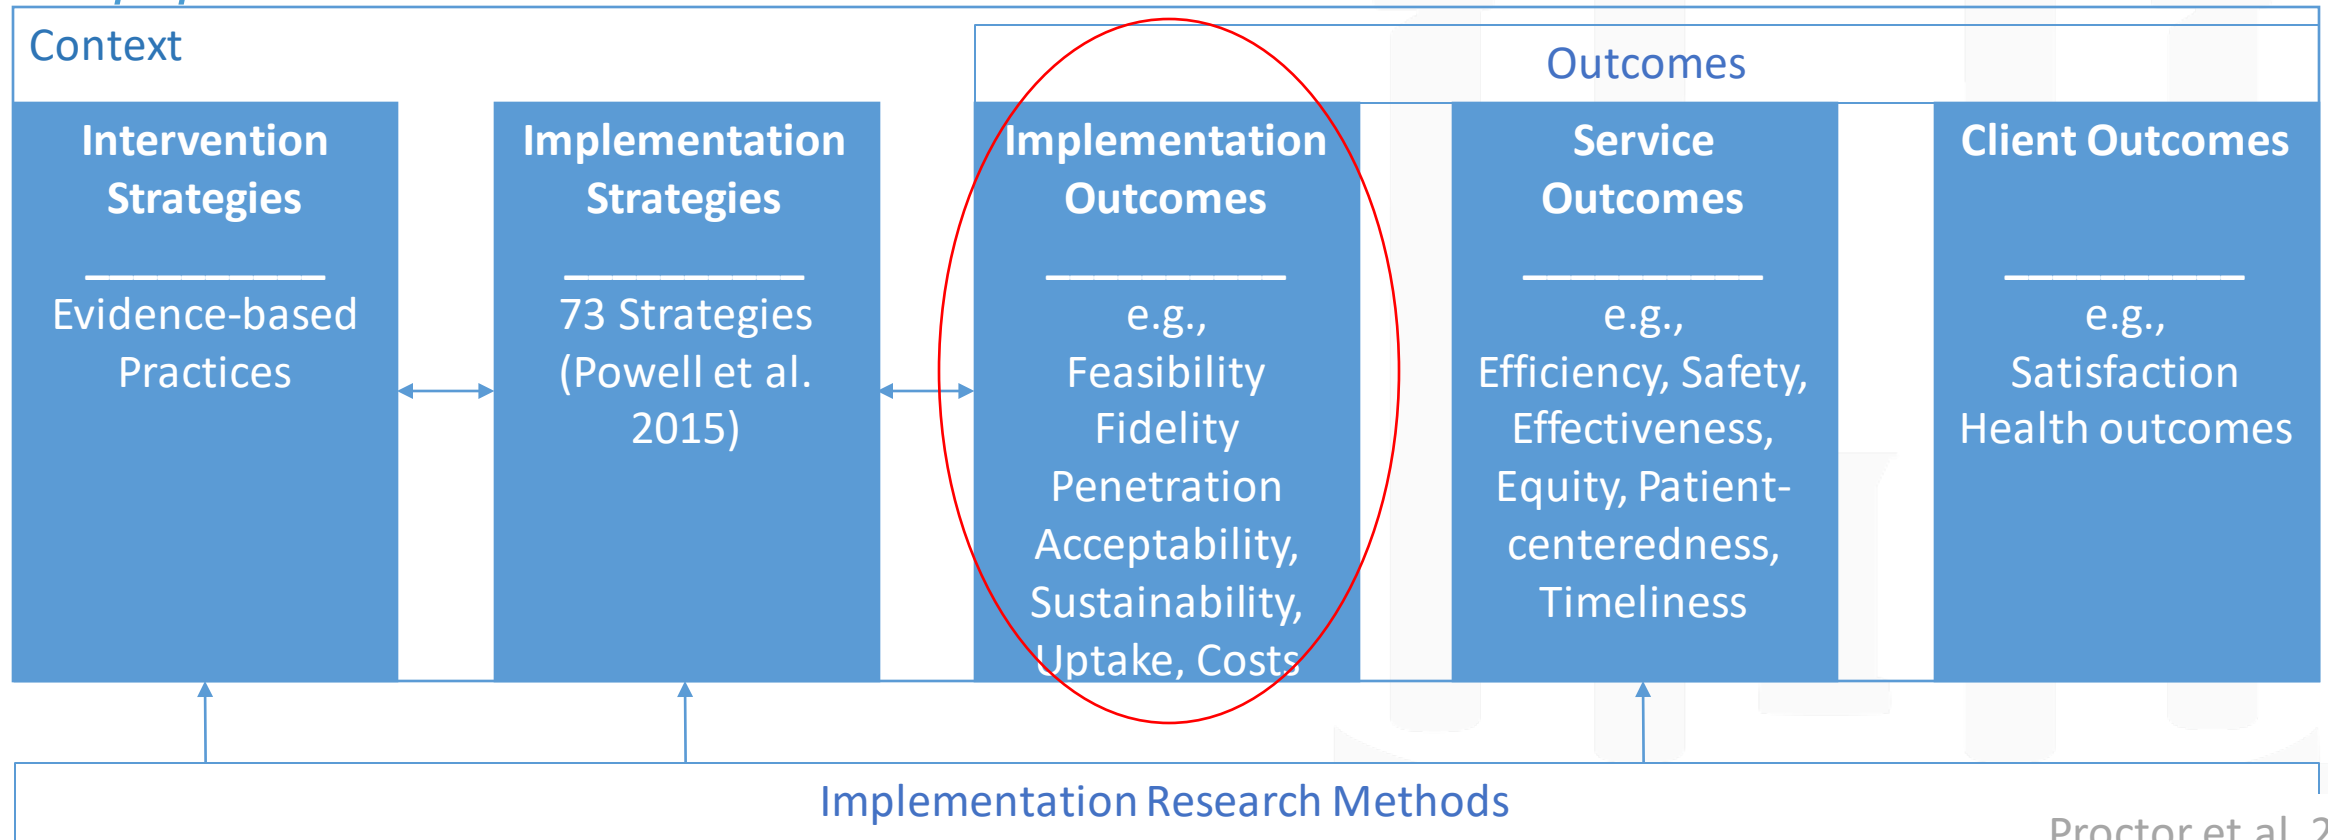 Context
Outcomes
Intervention
Strategies
__________
Evidence-based
Practices
Implementation
Strategies
__________
73 Strategies
(Powell et al.
2015)
Implementation
Outcomes
__________
e.g.,
Feasibility
Fidelity
Penetration
Acceptability,
Sustainability,
Uptake, Costs
Service
Outcomes
__________
e.g.,
Efficiency, Safety,
Effectiveness,
Equity, Patient-
centeredness,
Timeliness
Client Outcomes
__________
e.g.,
Satisfaction
Health outcomes
Implementation Research Methods
Proctor et al. 2